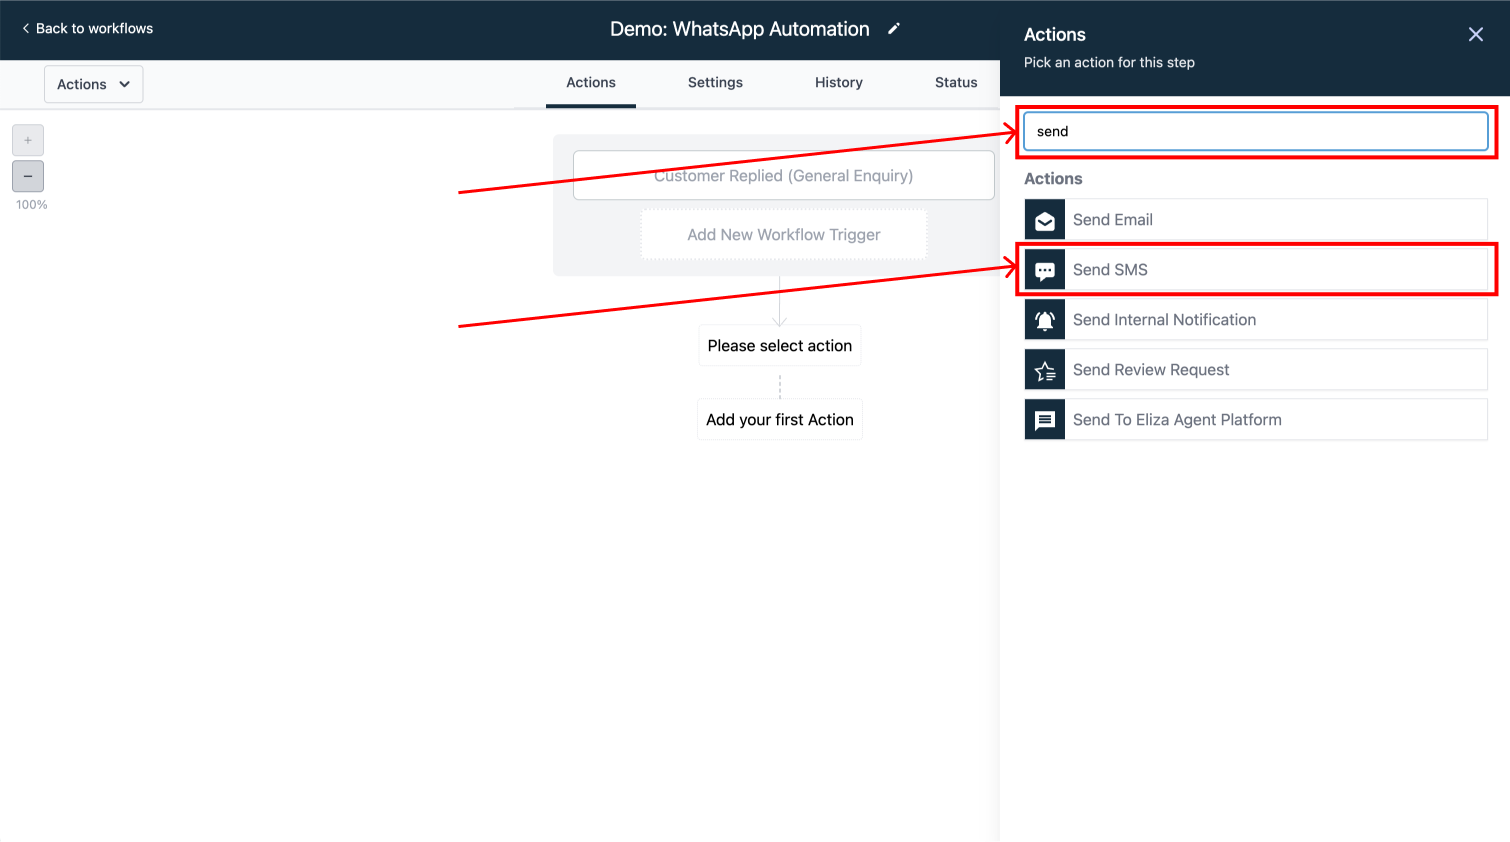 Back to workflows
Demo: WhatsApp Automation
Actions
Pick an action for this step
Actions
Actions
Settings
History
Status
+
−
100%
Customer Replied (General Enquiry)
Add New Workflow Trigger
Please select action
Add your first Action
send
Actions
Send Email
Send SMS
Send Internal Notification
Send Review Request
Send To Eliza Agent Platform